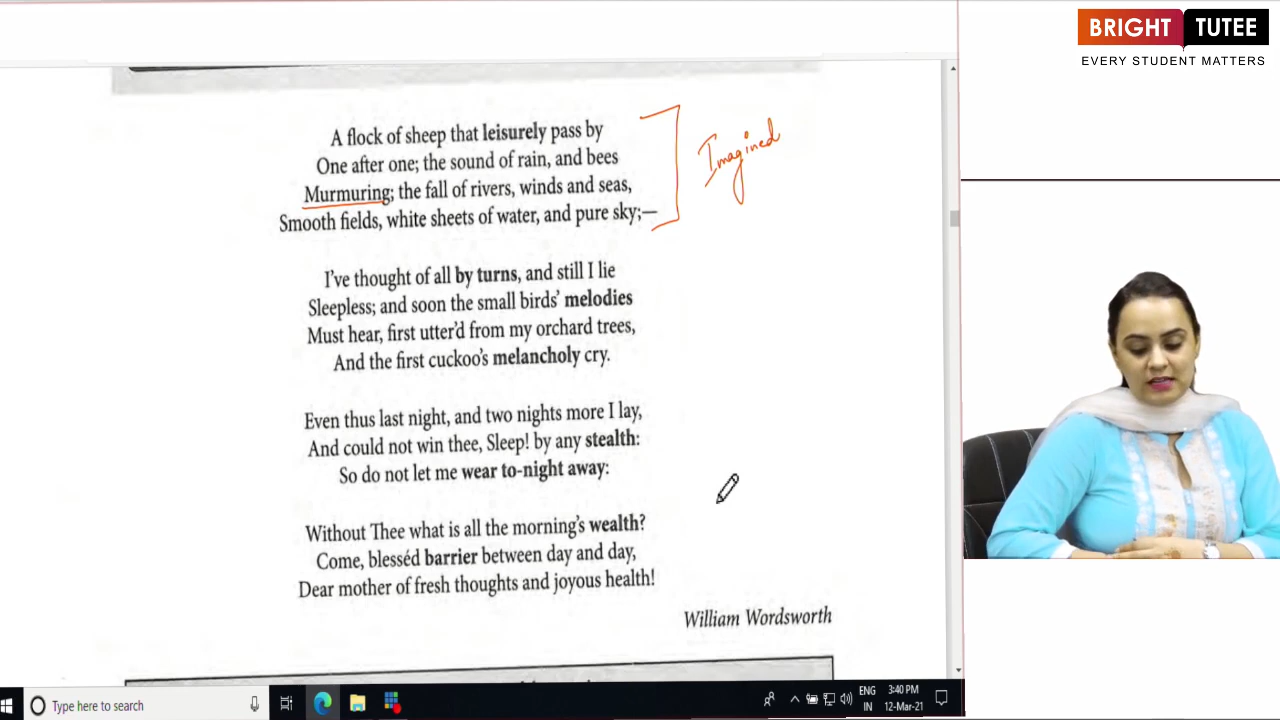 BRIGHT TUTEE
EVERY STUDENT MATTERS
A flock of sheep that leisurely pass by
One after one; the sound of rain, and bees
Murmuring; the fall of rivers, winds and seas,
Smooth fields, white sheets of water, and pure sky;—
Imagined
I've thought of all by turns, and still I lie
Sleepless; and soon the small birds' melodies
Must hear, first utter'd from my orchard trees,
And the first cuckoo's melancholy cry.
Even thus last night, and two nights more I lay,
And could not win thee, Sleep! by any stealth:
So do not let me wear to-night away:
Without Thee what is all the morning's wealth?
Come, blesséd barrier between day and day,
Dear mother of fresh thoughts and joyous health!
William Wordsworth
Type here to search
ENG
IN
3:40 PM
12-Mar-21